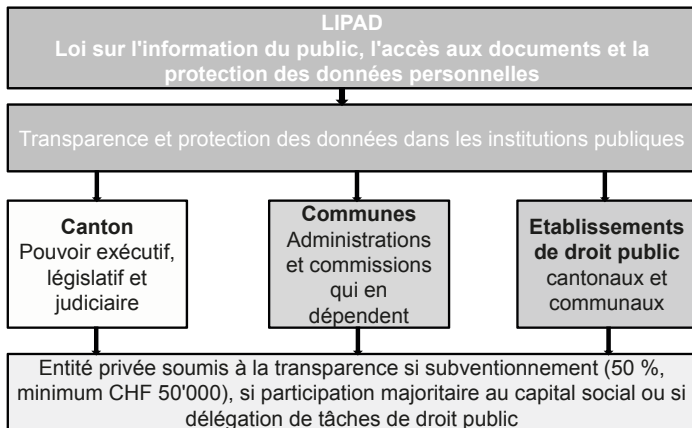 LIPAD
Loi sur l'information du public, l'accès aux documents et la
protection des données personnelles
Transparence et protection des données dans les institutions publiques
Canton
Pouvoir exécutif,
législatif et
judiciaire
Communes
Administrations
et commissions
qui en
dépendent
Etablissements
de droit public
cantonaux et
communaux
Entité privée soumis à la transparence si subventionnement (50 %,
minimum CHF 50'000), si participation majoritaire au capital social ou si
délégation de tâches de droit public